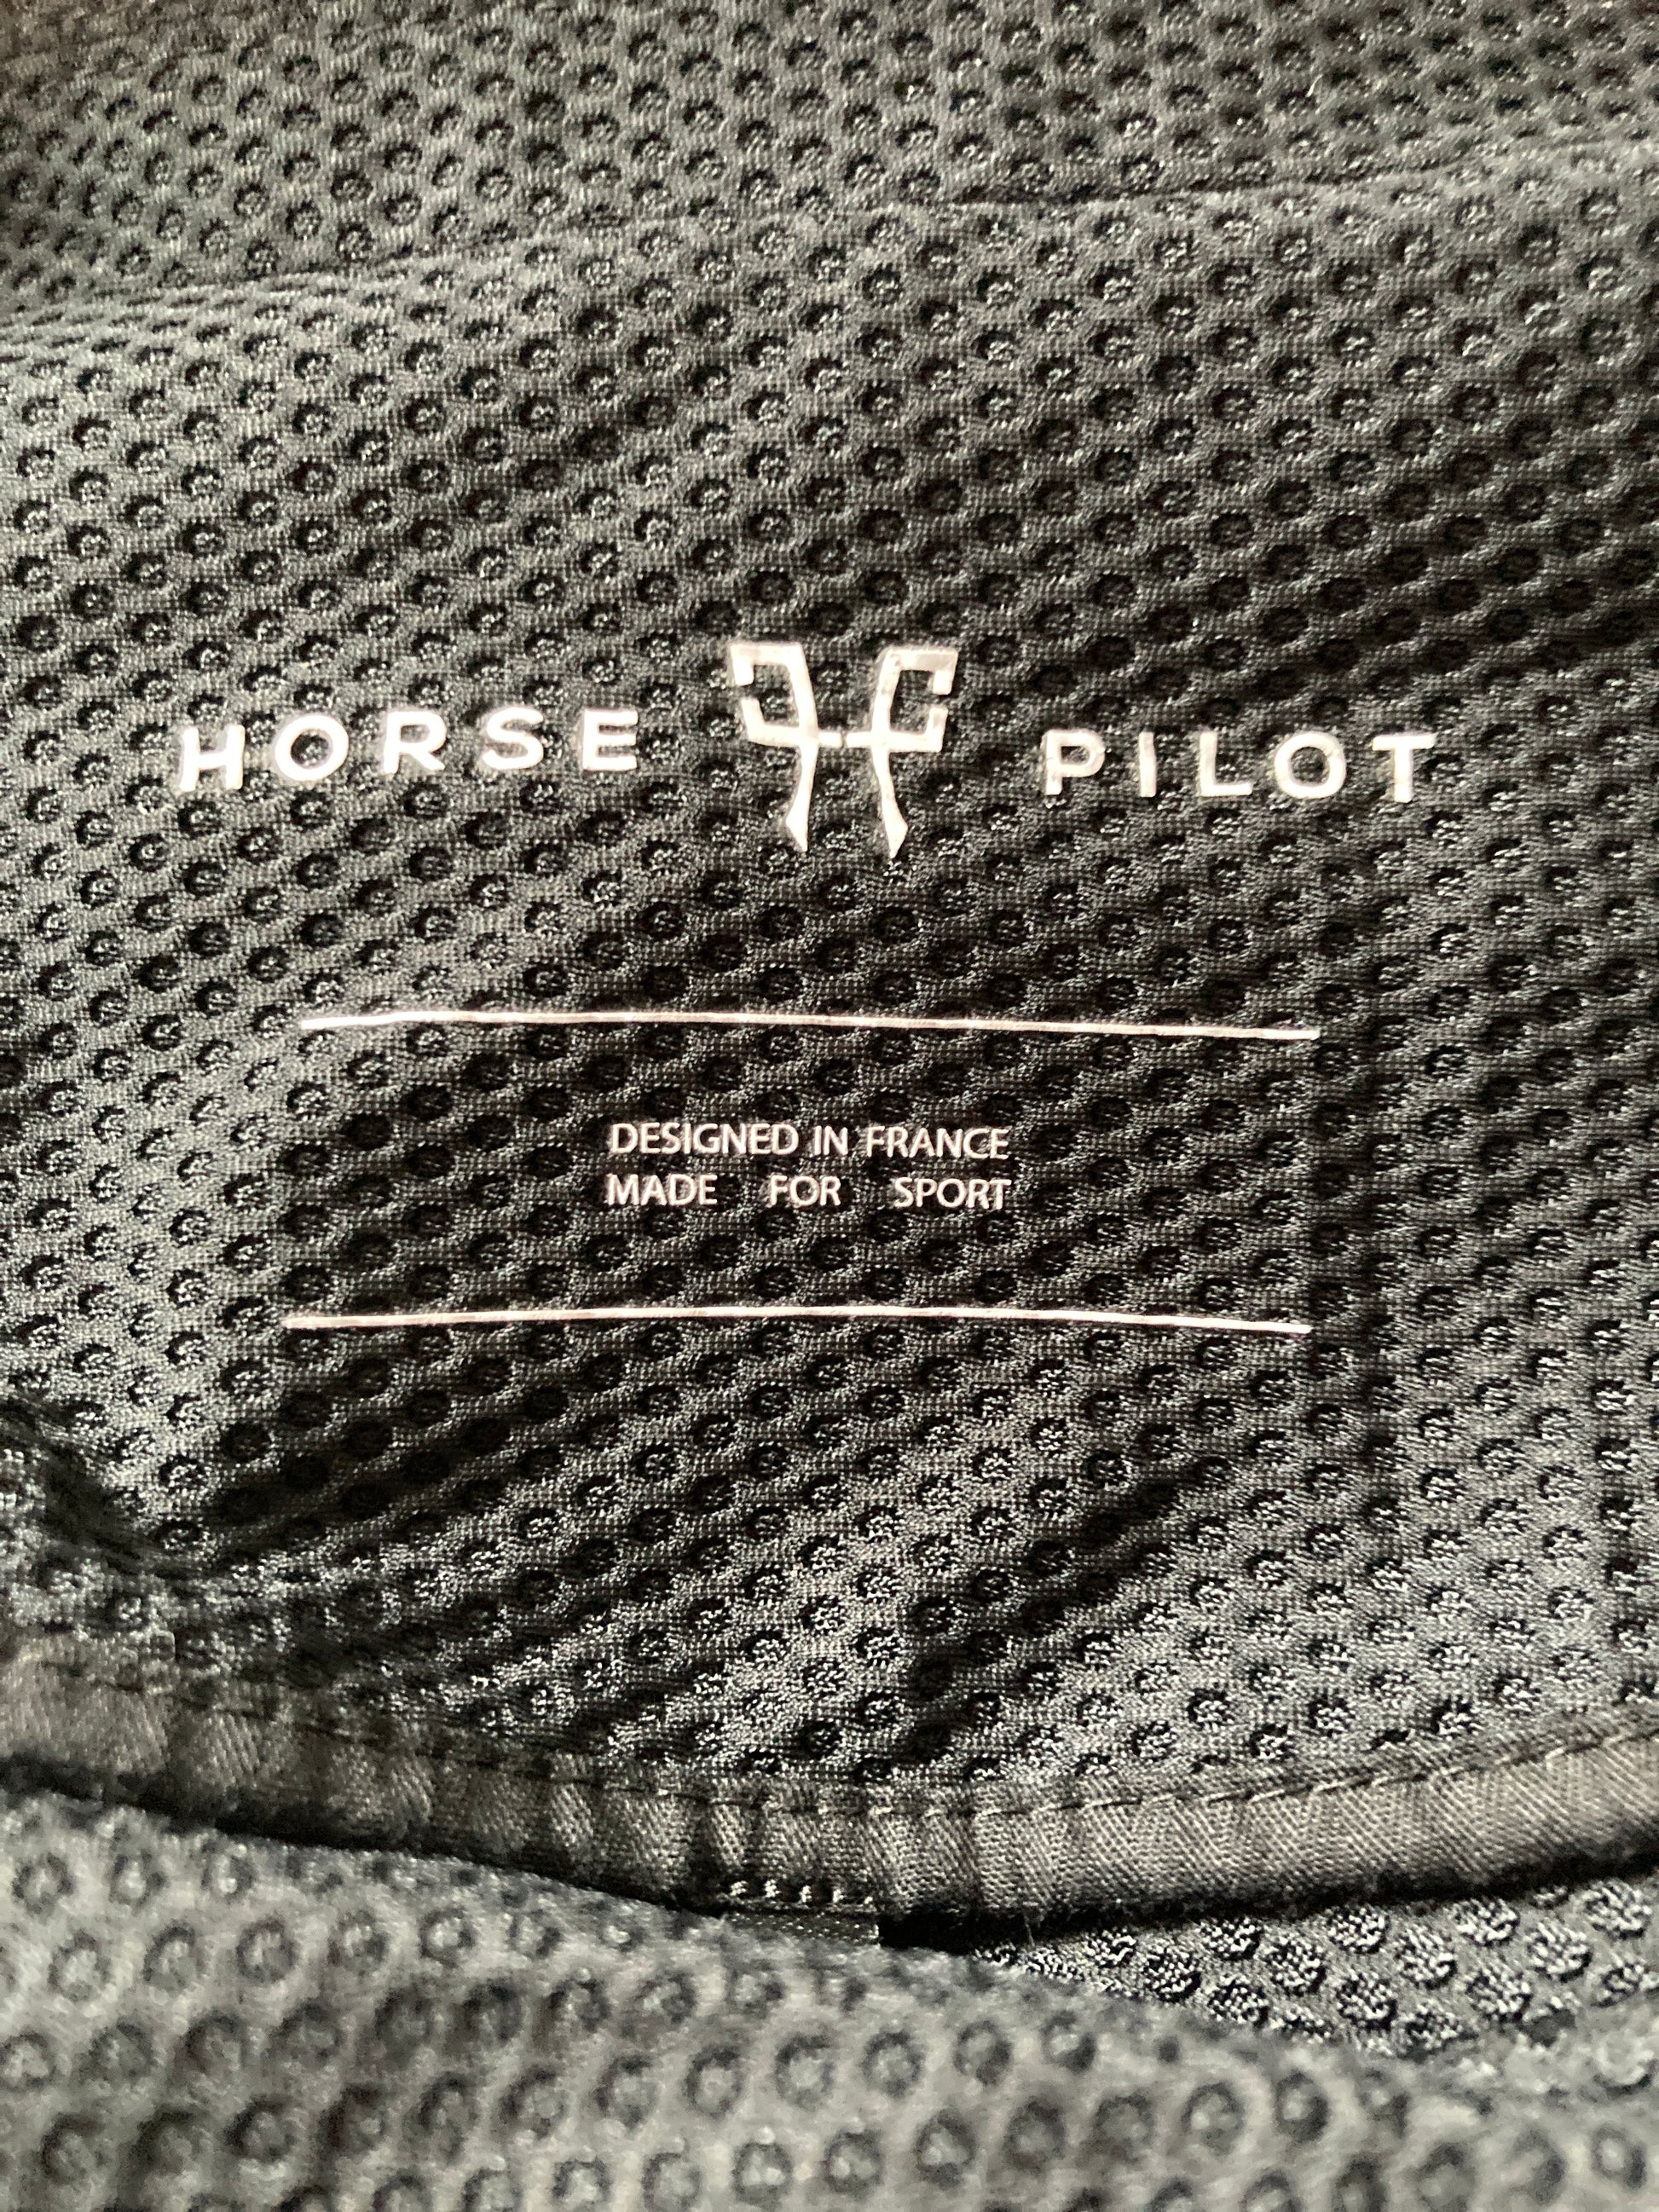 HORSE PILOT
DESIGNED IN FRANCE
MADE FOR SPORT